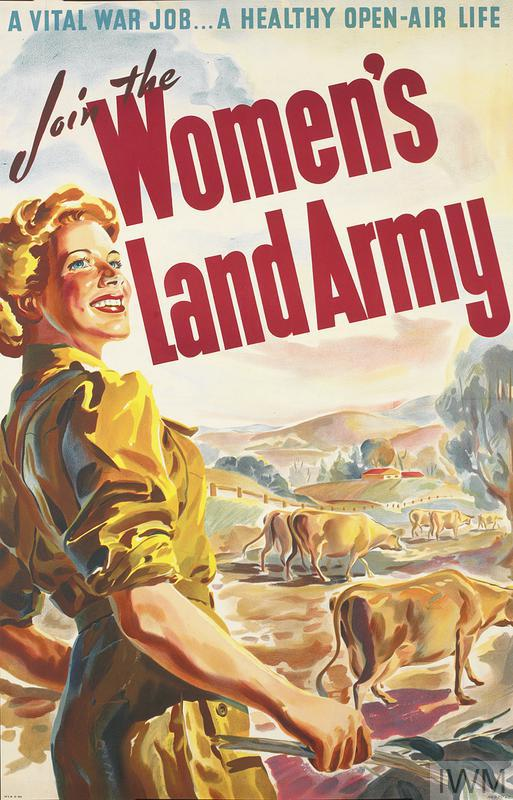 A VITAL WAR JOB...A HEALTHY OPEN-AIR LIFE
Join the
Women's
Land Army
IWM